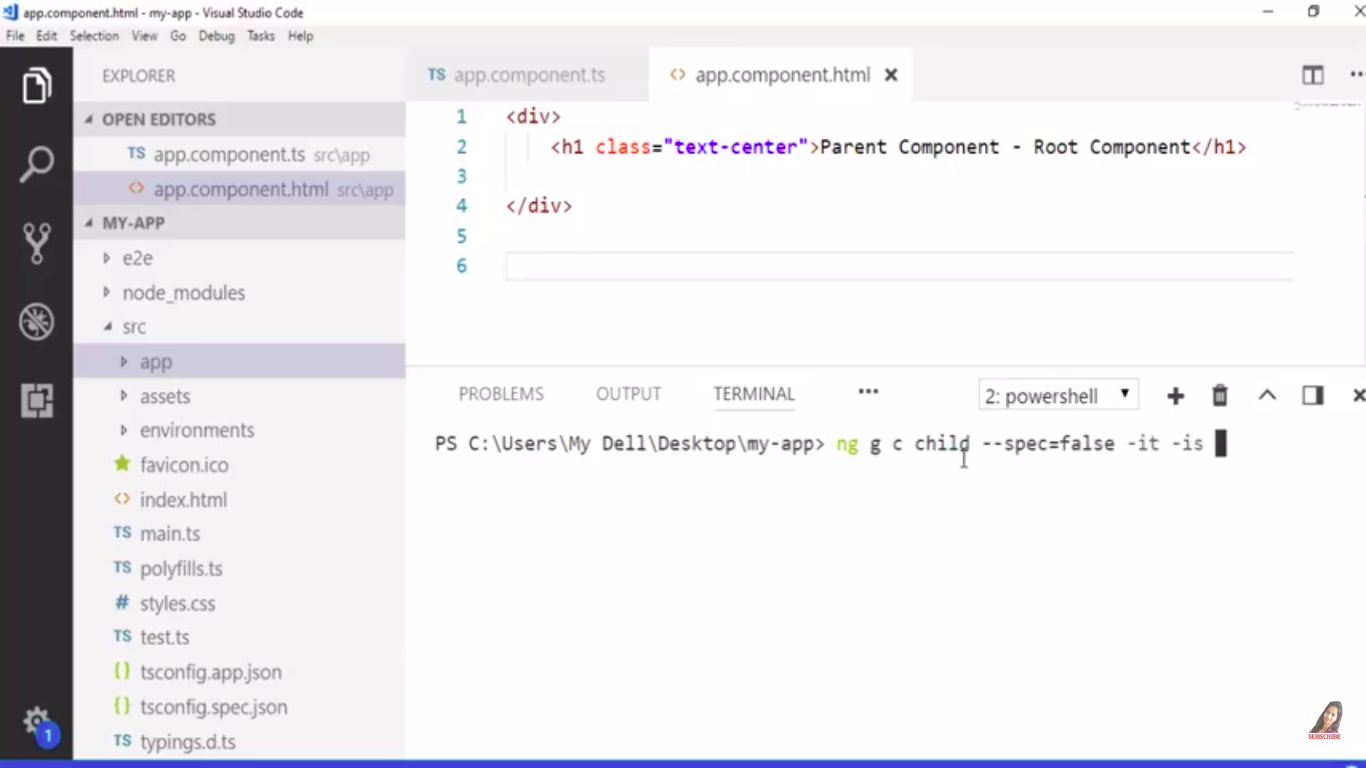 app.component.html - my-app - Visual Studio Code
File Edit Selection View Go Debug Tasks Help
EXPLORER
OPEN EDITORS
TS app.component.ts src\app
<> app.component.html src\app
MY-APP
e2e
node_modules
src
app
assets
environments
favicon.ico
<> index.html
TS main.ts
TS polyfills.ts
# styles.css
TS test.ts
{} tsconfig.app.json
{} tsconfig.spec.json
TS typings.d.ts
1
TS app.component.ts
<> app.component.html
1 <div>
2 <h1 class="text-center">Parent Component - Root Component</h1>
3
4 </div>
5
6
PROBLEMS OUTPUT TERMINAL ••• 2: powershell
PS C:\Users\My Dell\Desktop\my-app> ng g c child --spec=false -it -is
SUBSCRIBE